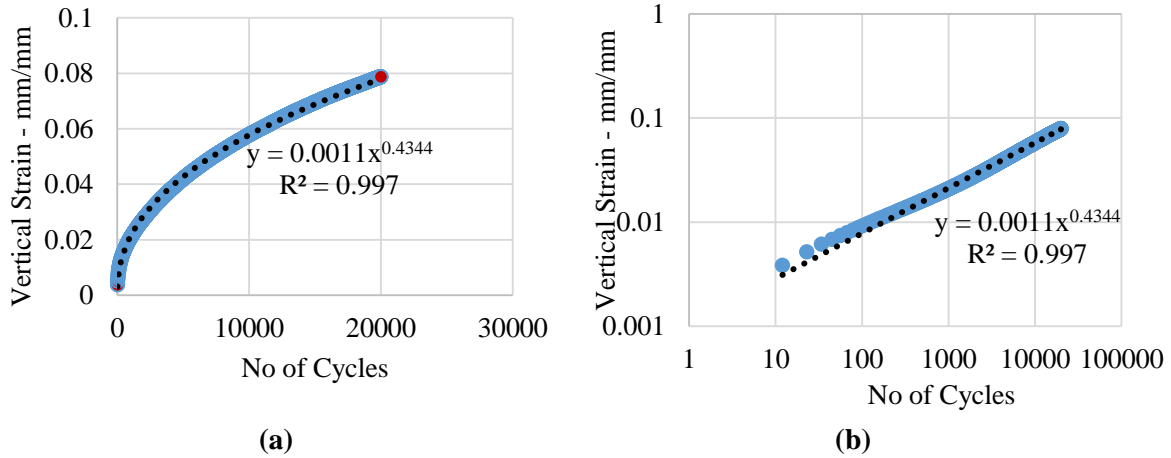 Vertical Strain - mm/mm
0.1
0.08
0.06
0.04
0.02
0
y = 0.0011x^0.4344
R² = 0.997
0
10000
20000
30000
No of Cycles
(a)
Vertical Strain - mm/mm
1
0.1
0.01
0.001
y = 0.0011x^0.4344
R² = 0.997
1
10
100
1000
10000
100000
No of Cycles
(b)